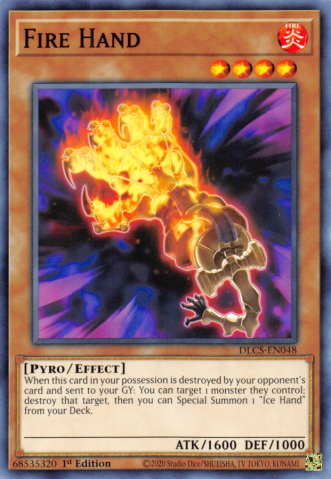 FIRE HAND
FIRE
炎
DLCS-EN048
[PYRO/EFFECT]
When this card in your possession is destroyed by your opponent's
card and sent to your GY: You can target 1 monster they control;
destroy that target, then you can Special Summon 1 "Ice Hand"
from your Deck.
ATK/1600 DEF/1000
68535320 1st Edition ©2020 Studio Dice/SHUEISHA, TV TOKYO, KONAMI